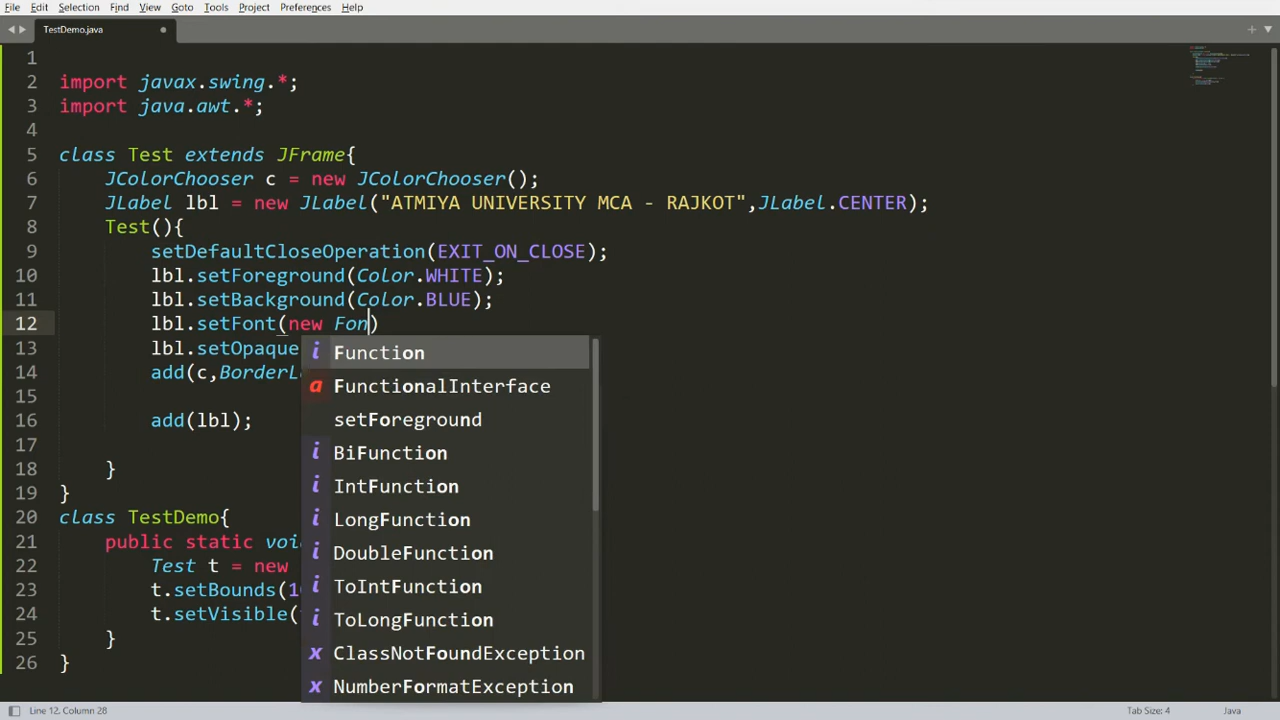 File Edit Selection Find View Goto Tools Project Preferences Help
TestDemo.java
1
2 import javax.swing.*;
3 import java.awt.*;
4
5 class Test extends JFrame{
6 JColorChooser c = new JColorChooser();
7 JLabel lbl = new JLabel("ATMIYA UNIVERSITY MCA - RAJKOT",JLabel.CENTER);
8 Test(){
9 setDefaultCloseOperation(EXIT_ON_CLOSE);
10 lbl.setForeground(Color.WHITE);
11 lbl.setBackground(Color.BLUE);
12 lbl.setFont(new Fon)
13 lbl.setOpaque
14 add(c,BorderL
15
16 add(lbl);
17
18 }
19 }
20 class TestDemo{
21 public static voi
22 Test t = new
23 t.setBounds(1
24 t.setVisible(
25 }
26 }
Function
FunctionalInterface
setForeground
BiFunction
IntFunction
LongFunction
DoubleFunction
ToIntFunction
ToLongFunction
ClassNotFoundException
NumberFormatException
Line 12, Column 28
Tab Size: 4
Java